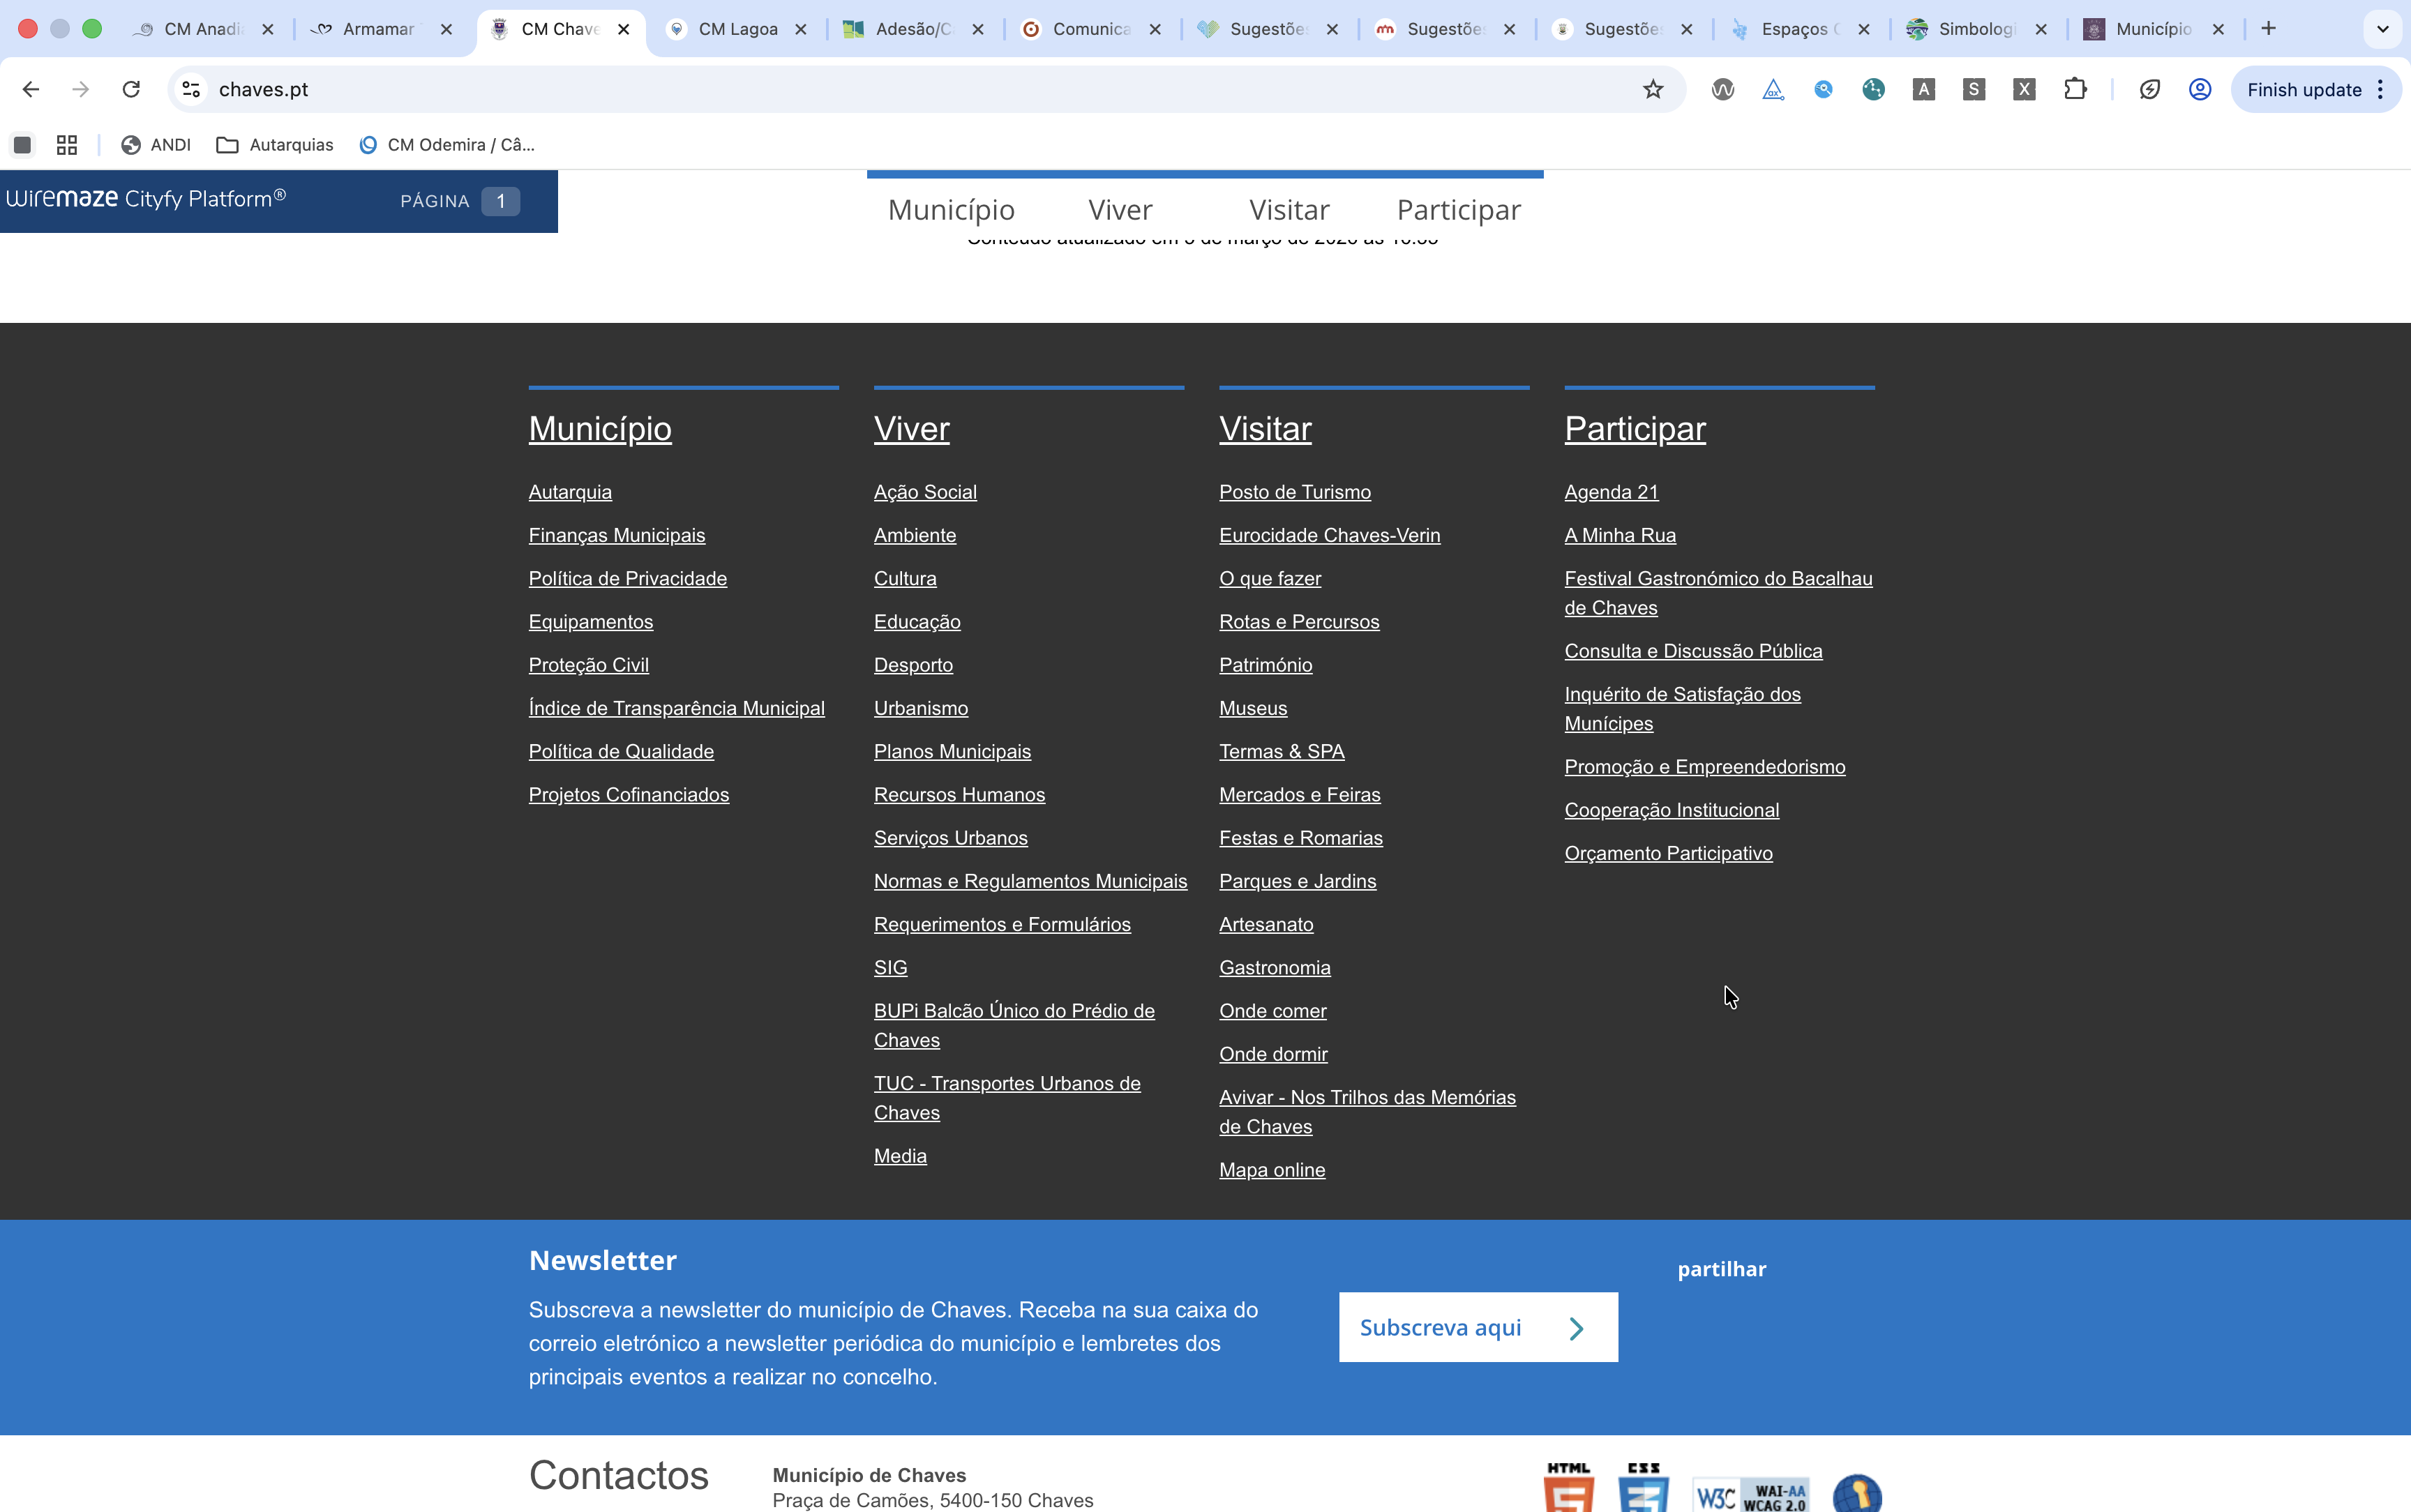 CM Anadi
Armamar
CM Chave
CM Lagoa
Adesão/C
Comunica
Sugestões
Sugestões
Sugestões
Espaços
Simbologi
Município
chaves.pt
Finish update
ANDI
Autarquias
CM Odemira / Câ...
wiremaze Cityfy Platform®
PÁGINA 1
Município
Viver
Visitar
Participar
Município
Autarquia
Finanças Municipais
Política de Privacidade
Equipamentos
Proteção Civil
Índice de Transparência Municipal
Política de Qualidade
Projetos Cofinanciados
Viver
Ação Social
Ambiente
Cultura
Educação
Desporto
Urbanismo
Planos Municipais
Recursos Humanos
Serviços Urbanos
Normas e Regulamentos Municipais
Requerimentos e Formulários
SIG
BUPi Balcão Único do Prédio de
Chaves
TUC - Transportes Urbanos de
Chaves
Media
Visitar
Posto de Turismo
Eurocidade Chaves-Verin
O que fazer
Rotas e Percursos
Património
Museus
Termas & SPA
Mercados e Feiras
Festas e Romarias
Parques e Jardins
Artesanato
Gastronomia
Onde comer
Onde dormir
Avivar - Nos Trilhos das Memórias
de Chaves
Mapa online
Participar
Agenda 21
A Minha Rua
Festival Gastronómico do Bacalhau
de Chaves
Consulta e Discussão Pública
Inquérito de Satisfação dos
Munícipes
Promoção e Empreendedorismo
Cooperação Institucional
Orçamento Participativo
Newsletter
Subscreva a newsletter do município de Chaves. Receba na sua caixa do
correio eletrónico a newsletter periódica do município e lembretes dos
principais eventos a realizar no concelho.
Subscreva aqui
partilhar
Contactos
Município de Chaves
Praça de Camões, 5400-150 Chaves
HTML
CSS
W3C WAI-AA
WCAG 2.0